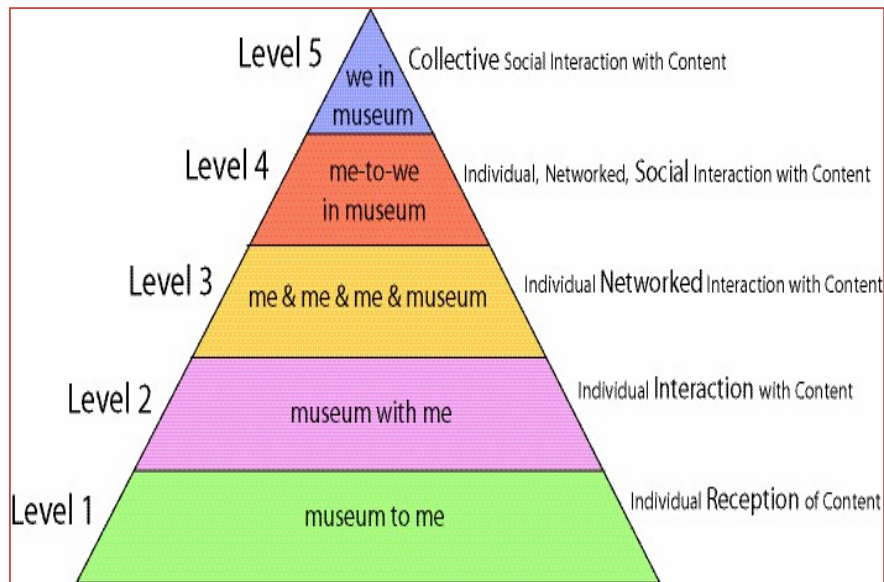 Level 5
we in
museum
Collective Social Interaction with Content
Level 4
me-to-we
in museum
Individual, Networked, Social Interaction with Content
Level 3
me & me & me & museum
Individual Networked Interaction with Content
Level 2
museum with me
Individual Interaction with Content
Level 1
museum to me
Individual Reception of Content